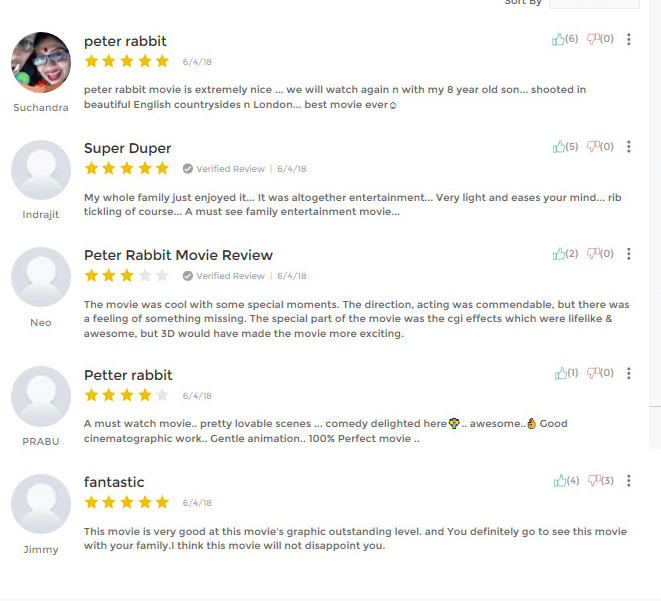 Sort By
peter rabbit
(6) (0)
6/4/18
peter rabbit movie is extremely nice ... we will watch again n with my 8 year old son... shooted in
beautiful English countrysides n London... best movie ever☺
Suchandra
Super Duper
(5) (0)
Verified Review | 6/4/18
My whole family just enjoyed it... It was altogether entertainment... Very light and eases your mind... rib
tickling of course... A must see family entertainment movie...
Indrajit
Peter Rabbit Movie Review
(2) (0)
Verified Review | 6/4/18
The movie was cool with some special moments. The direction, acting was commendable, but there was
a feeling of something missing. The special part of the movie was the cgi effects which were lifelike &
awesome, but 3D would have made the movie more exciting.
Neo
Petter rabbit
(1) (0)
6/4/18
A must watch movie.. pretty lovable scenes ... comedy delighted here.. awesome..👌 Good
cinematographic work.. Gentle animation.. 100% Perfect movie ..
PRABU
fantastic
(4) (3)
6/4/18
This movie is very good at this movie's graphic outstanding level. and You definitely go to see this movie
with your family.I think this movie will not disappoint you.
Jimmy